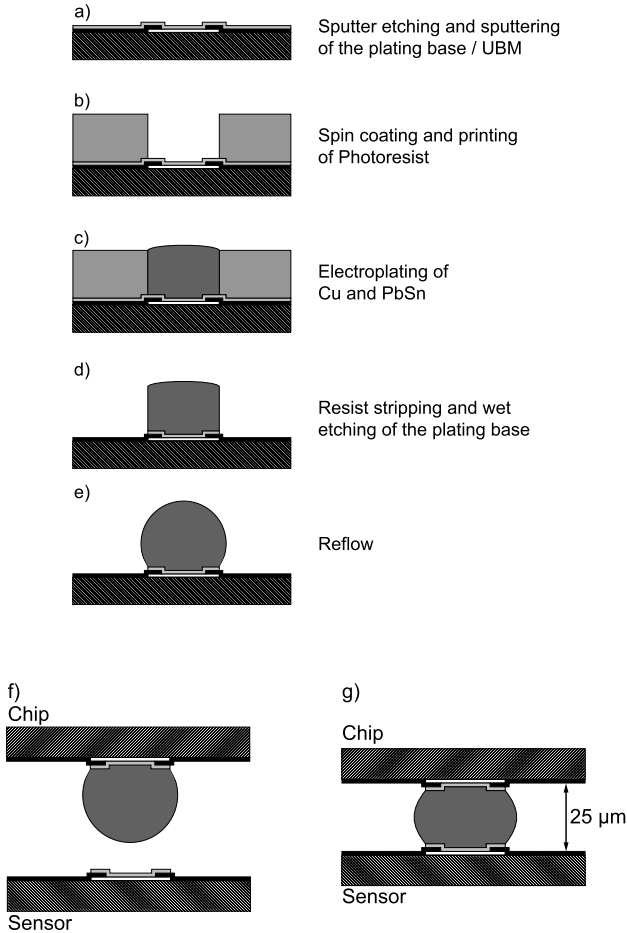 a)
Sputter etching and sputtering
of the plating base / UBM
b)
Spin coating and printing
of Photoresist
c)
Electroplating of
Cu and PbSn
d)
Resist stripping and wet
etching of the plating base
e)
Reflow
f)
Chip
Sensor
g)
Chip
25 µm
Sensor